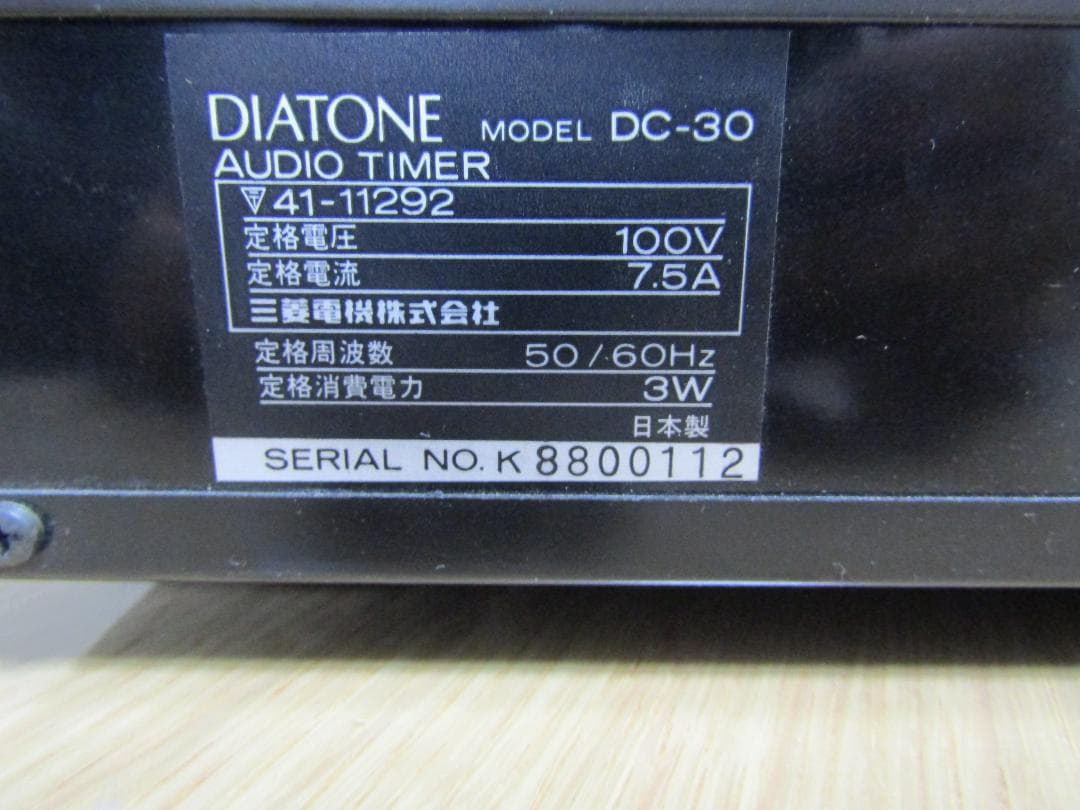 DIATONE MODEL DC-30
AUDIO TIMER
〒41-11292
定格電圧 100V
定格電流 7.5A
三菱電機株式会社
定格周波数 50/60Hz
定格消費電力 3W
日本製
SERIAL NO. K 8800112